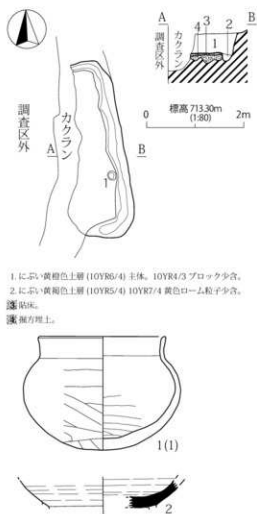 A
B
4 3 2
調査区外
カクラン
1
調査区外
カクラン
A
B
1
標高 713.30m
0 (1:80) 2m
1. にぶい黄橙色土層 (10YR6/4) 主体。10YR4/3 ブロック少含。
2. にぶい黄褐色土層 (10YR5/4) 10YR7/4 黄色ローム粒子少含。
貼床。
掘方埋土。
1(1)
2